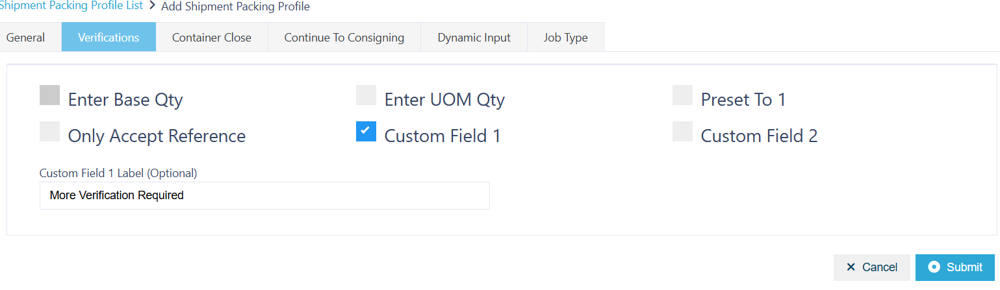 Shipment Packing Profile List > Add Shipment Packing Profile
General Verifications Container Close Continue To Consigning Dynamic Input Job Type
Enter Base Qty Enter UOM Qty Preset To 1
Only Accept Reference Custom Field 1 Custom Field 2
Custom Field 1 Label (Optional)
More Verification Required
Cancel Submit